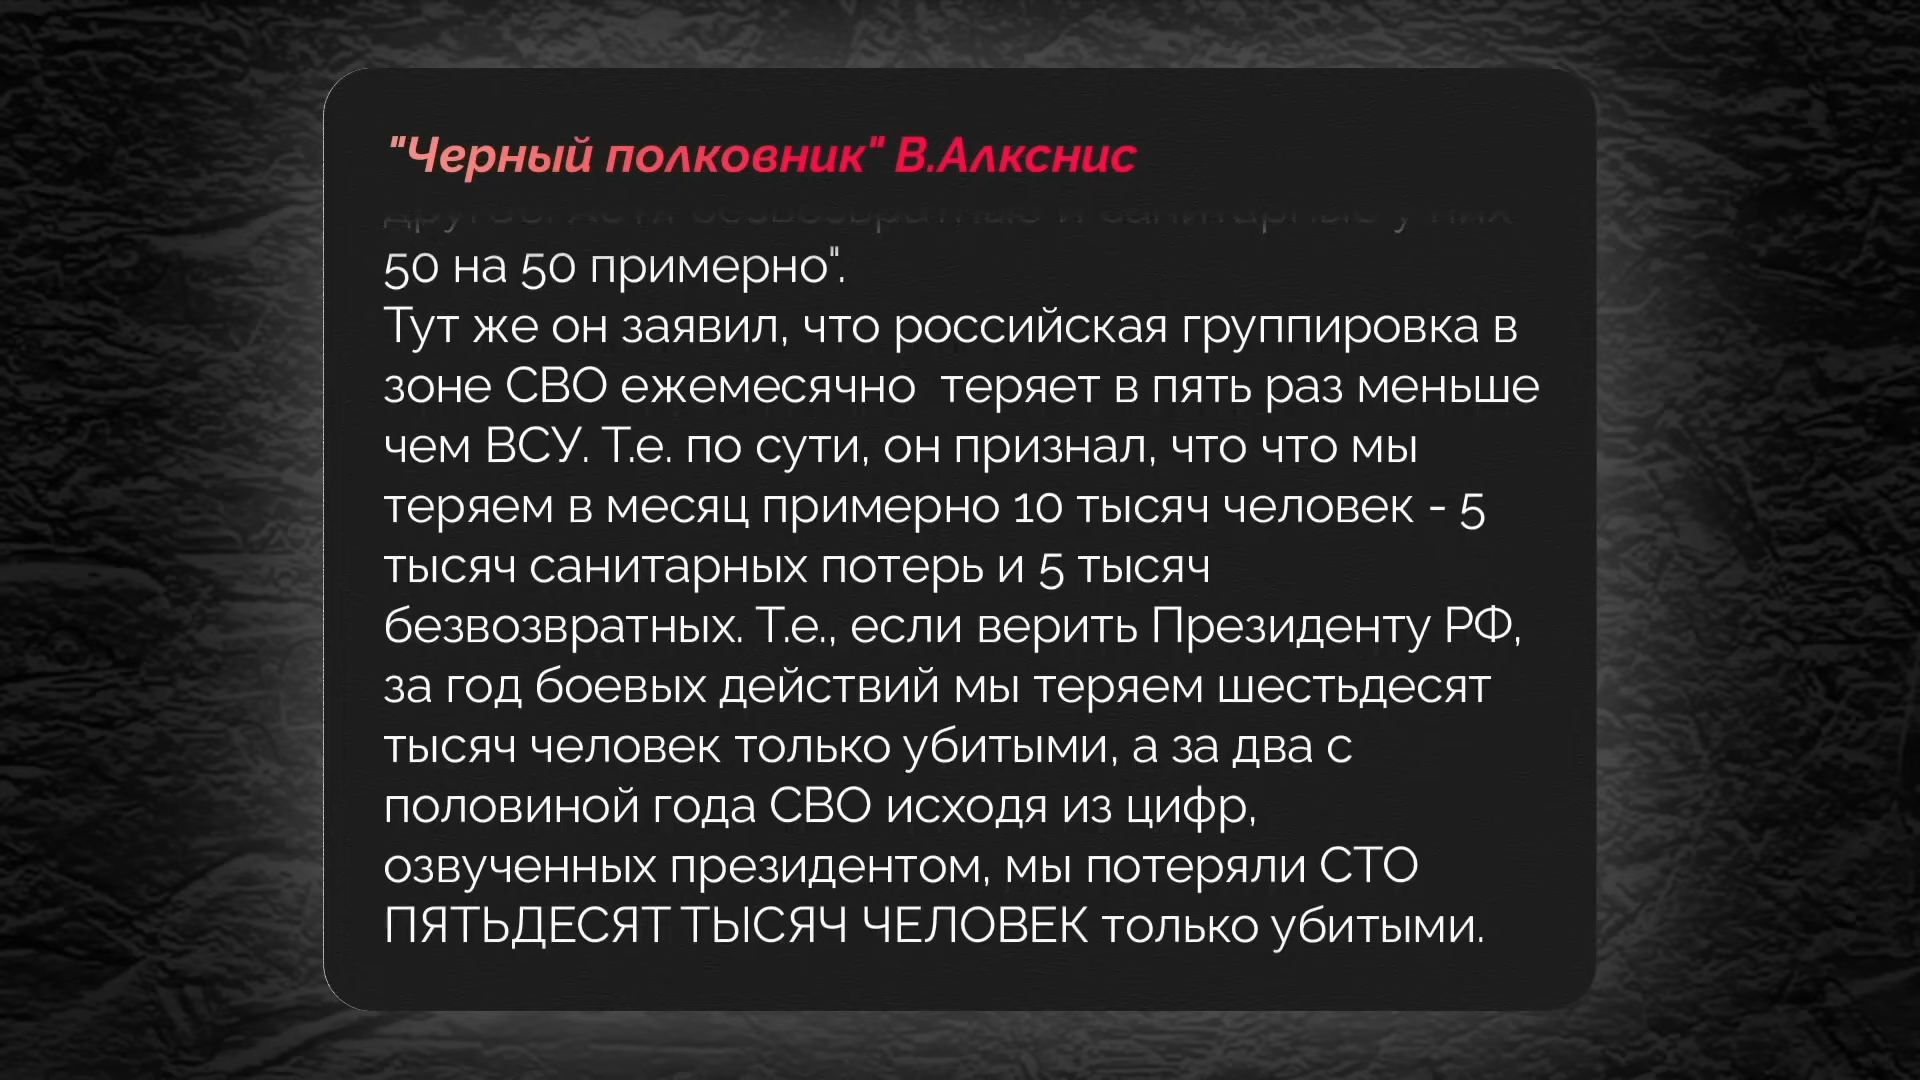 "Черный полковник" В.Алкснис
50 на 50 примерно".
Тут же он заявил, что российская группировка в
зоне СВО ежемесячно теряет в пять раз меньше
чем ВСУ. Т.е. по сути, он признал, что что мы
теряем в месяц примерно 10 тысяч человек - 5
тысяч санитарных потерь и 5 тысяч
безвозвратных. Т.е., если верить Президенту РФ,
за год боевых действий мы теряем шестьдесят
тысяч человек только убитыми, а за два с
половиной года СВО исходя из цифр,
озвученных президентом, мы потеряли СТО
ПЯТЬДЕСЯТ ТЫСЯЧ ЧЕЛОВЕК только убитыми.